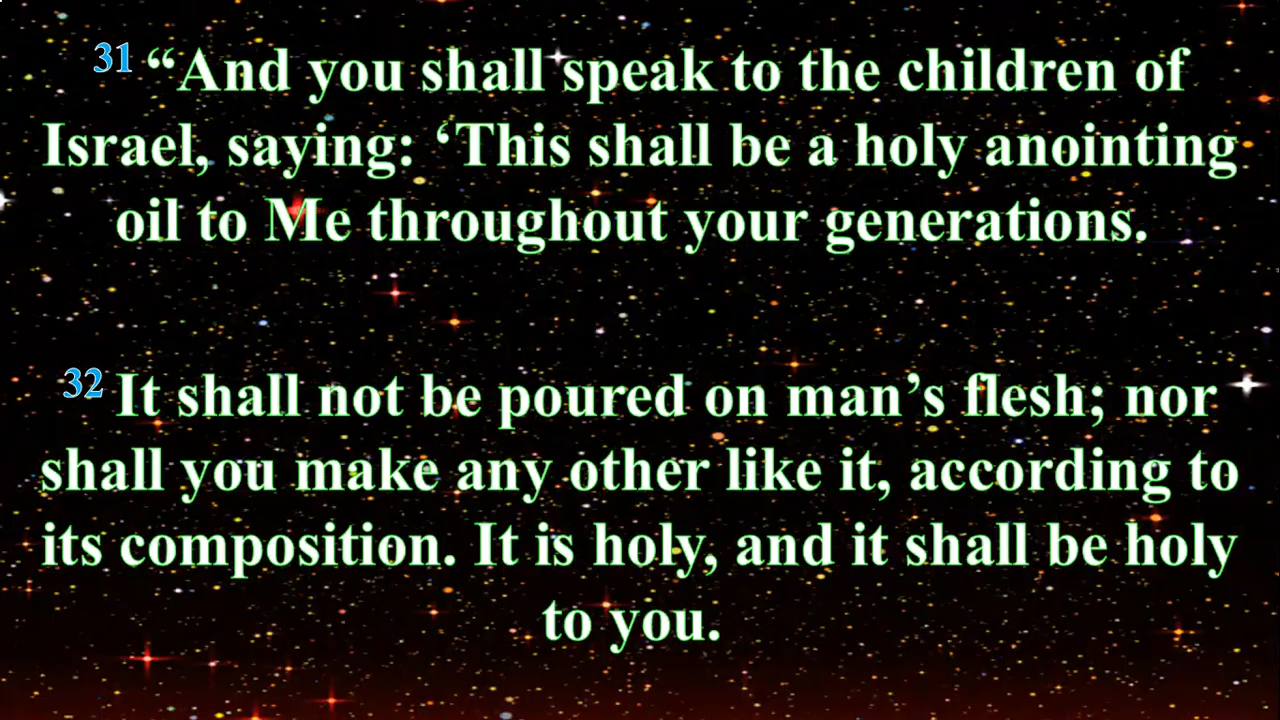 31 “And you shall speak to the children of
Israel, saying: ‘This shall be a holy anointing
oil to Me throughout your generations.
32 It shall not be poured on man’s flesh; nor
shall you make any other like it, according to
its composition. It is holy, and it shall be holy
to you.